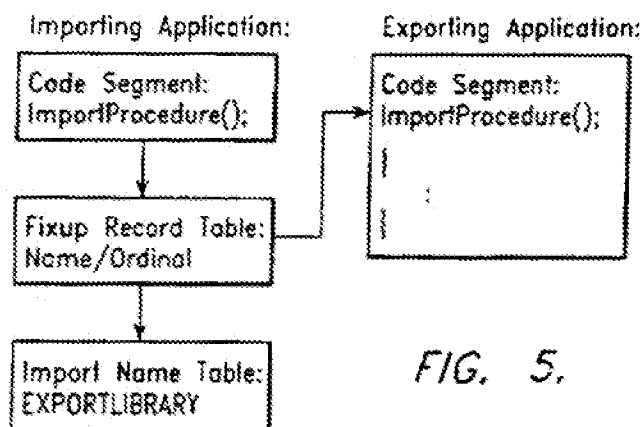 Importing Application:
Code Segment:
ImportProcedure();
Fixup Record Table:
Name/Ordinal
Import Name Table:
EXPORTLIBRARY
Exporting Application:
Code Segment:
ImportProcedure();
{
:
}
FIG. 5.